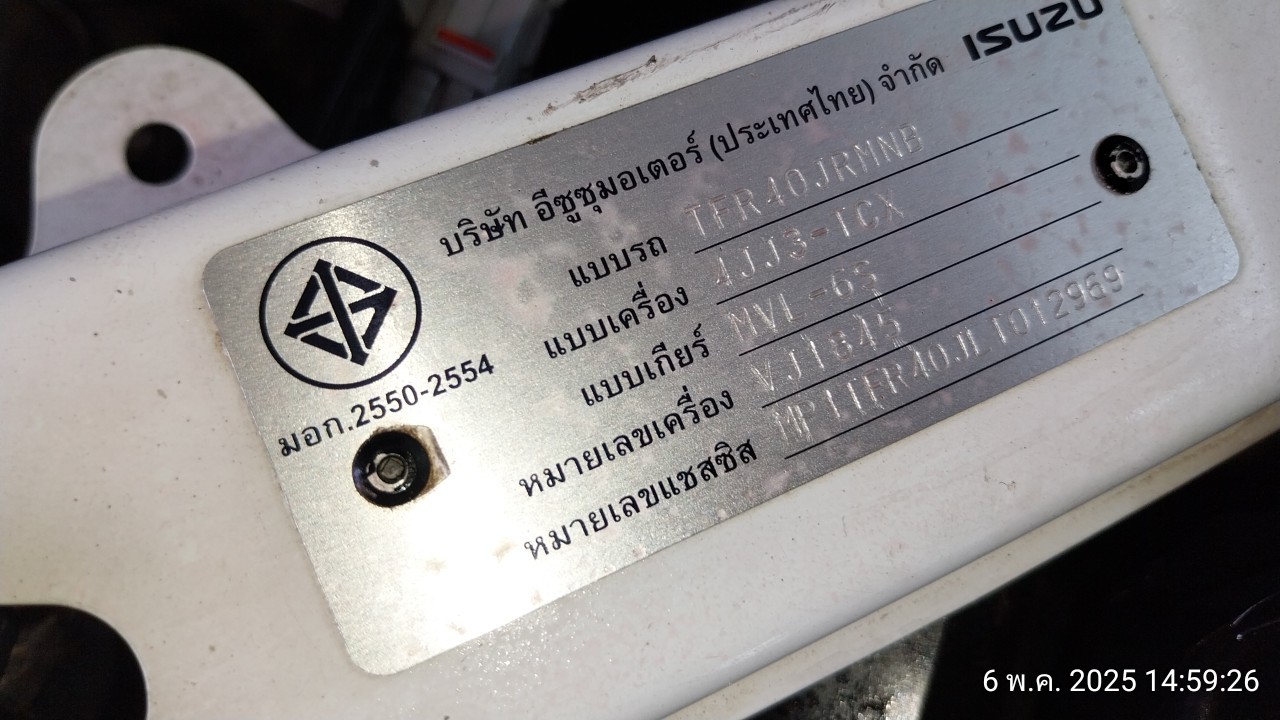 บริษัท อีซูซุมอเตอร์ (ประเทศไทย) จำกัด ISUZU
แบบรถ TFR40JRMNB
แบบเครื่อง 4JJ3-TCX
แบบเกียร์ MVL-6S
หมายเลขเครื่อง VJ1845
หมายเลขแชสซิส MP1TFR40JLT012969
มอก.2550-2554
6 พ.ค. 2025 14:59:26